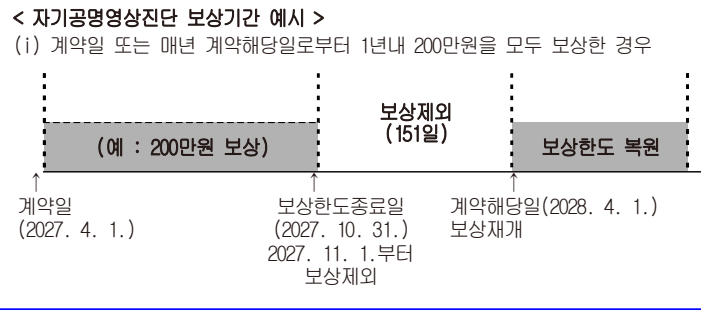 < 자기공명영상진단 보상기간 예시 >
(i) 계약일 또는 매년 계약해당일로부터 1년내 200만원을 모두 보상한 경우
보상제외
(151일)
(예 : 200만원 보상)
보상한도 복원
계약일
(2027. 4. 1.)
보상한도종료일
(2027. 10. 31.)
2027. 11. 1.부터
보상제외
계약해당일(2028. 4. 1.)
보상재개